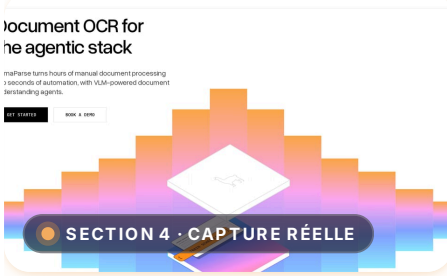 Document OCR for
the agentic stack
maParse turns hours of manual document processing
o seconds of automation, with VLM-powered document
derstanding agents.
GET STARTED
BOOK A DEMO
SECTION 4 · CAPTURE RÉELLE